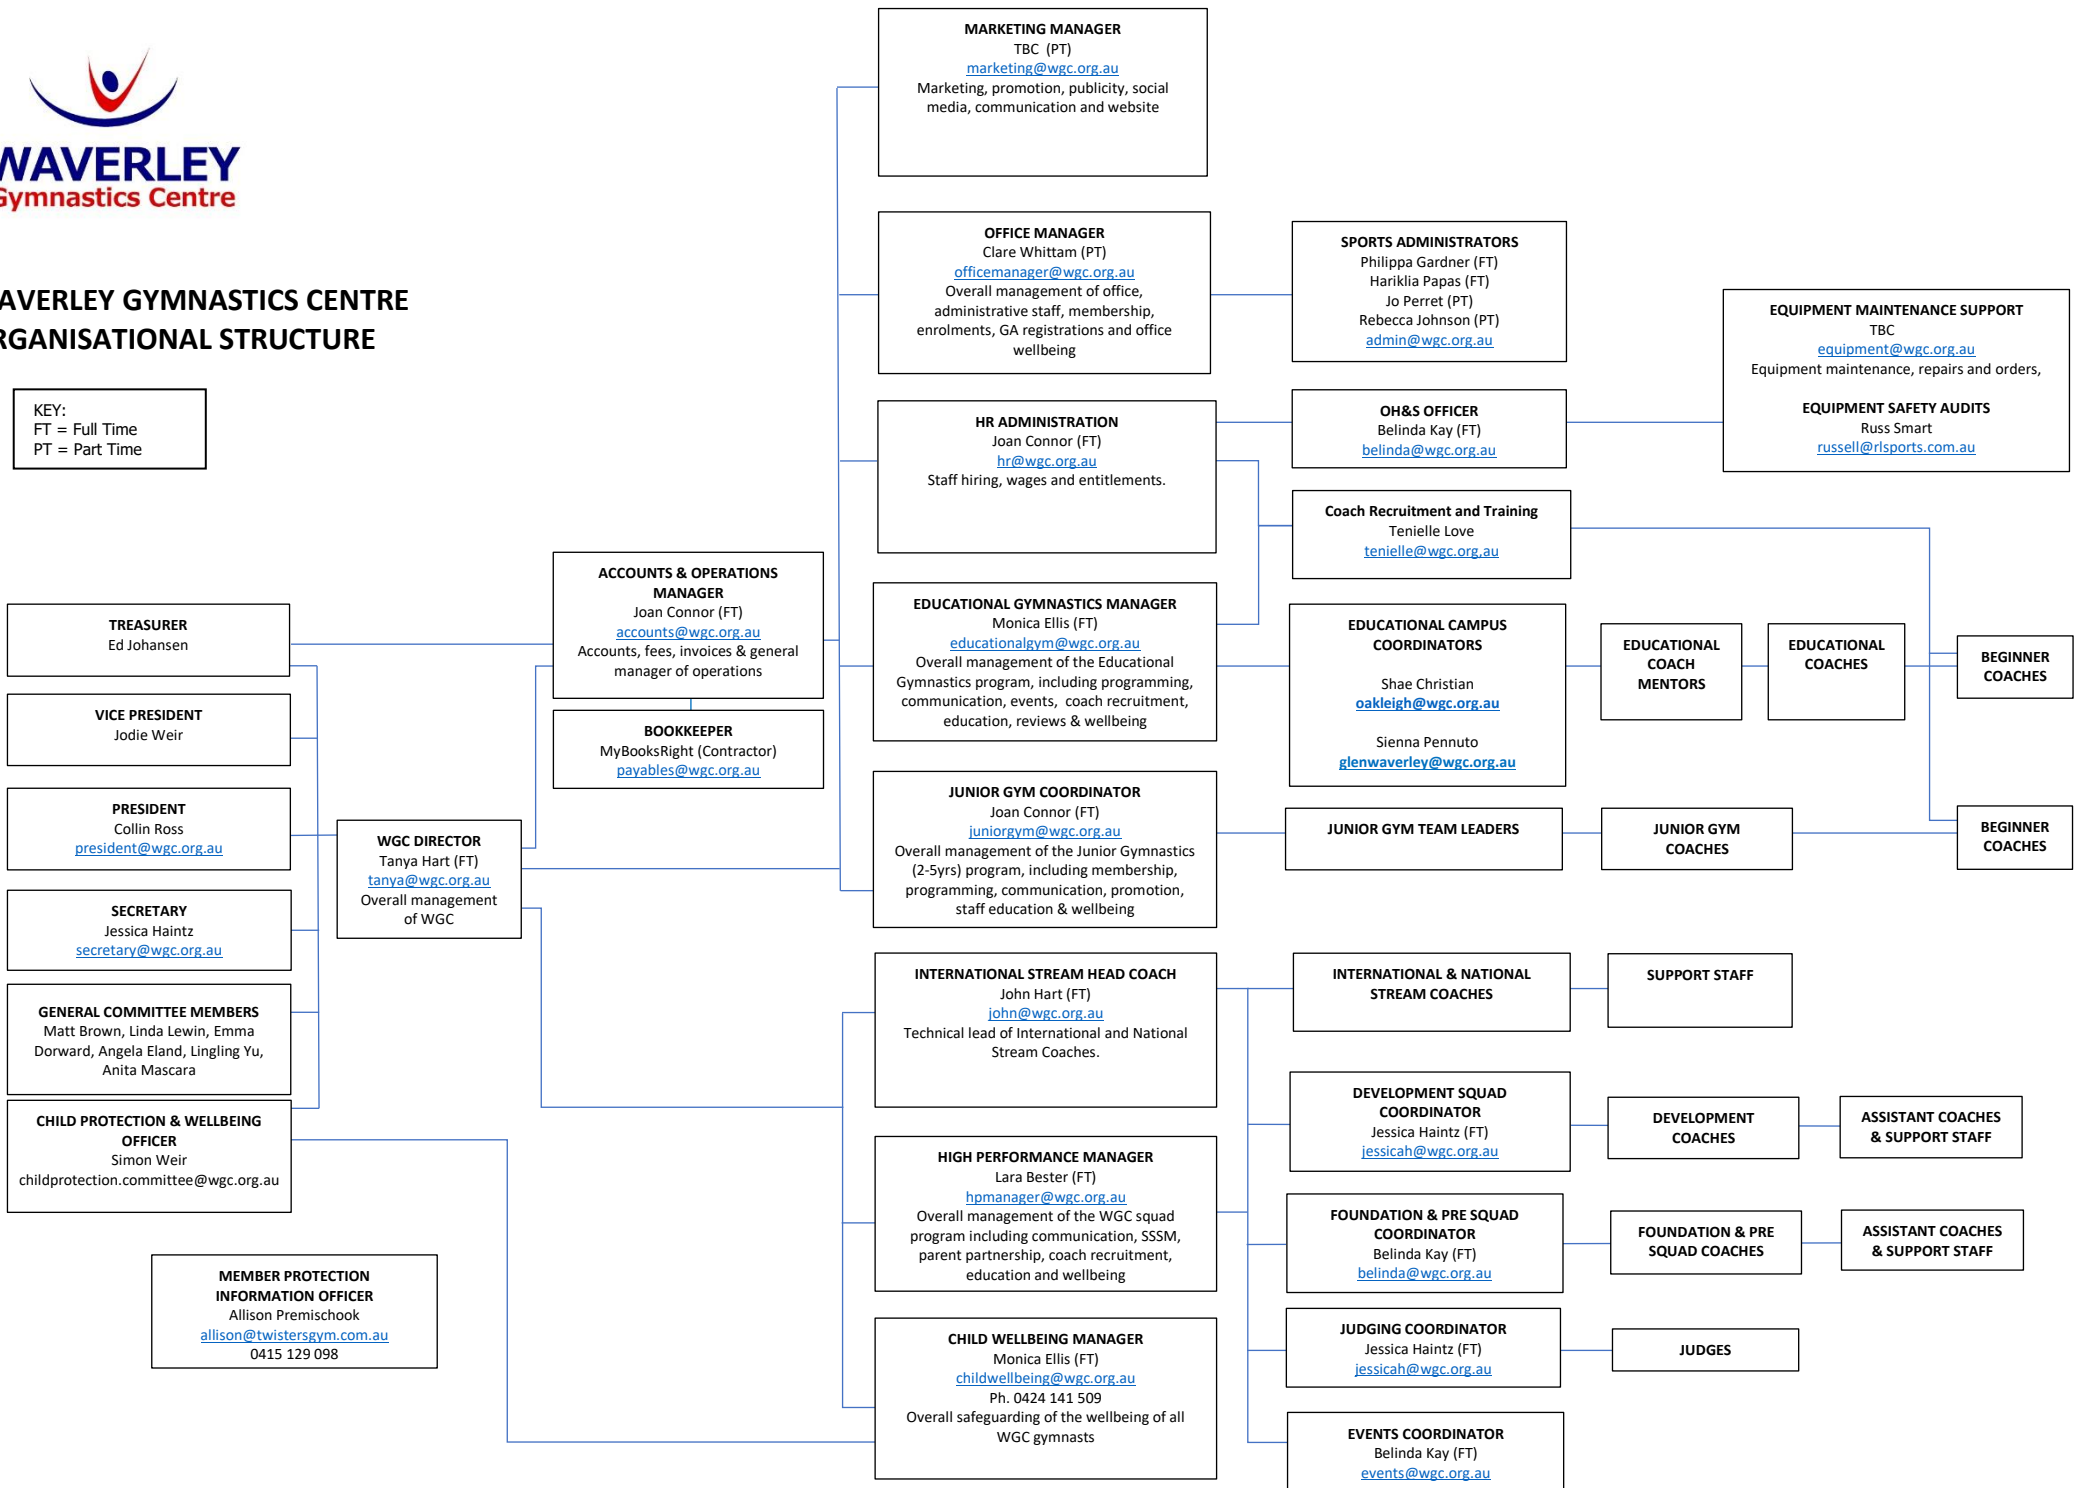 WAVERLEY
Gymnastics Centre
WAVERLEY GYMNASTICS CENTRE
ORGANISATIONAL STRUCTURE
KEY:
FT = Full Time
PT = Part Time
TREASURER
Ed Johansen
VICE PRESIDENT
Jodie Weir
PRESIDENT
Collin Ross
president@wgc.org.au
SECRETARY
Jessica Haintz
secretary@wgc.org.au
GENERAL COMMITTEE MEMBERS
Matt Brown, Linda Lewin, Emma
Dorward, Angela Eland, Lingling Yu,
Anita Mascara
CHILD PROTECTION & WELLBEING
OFFICER
Simon Weir
childprotection.committee@wgc.org.au
MEMBER PROTECTION
INFORMATION OFFICER
Allison Premischook
allison@twistersgym.com.au
0415 129 098
WGC DIRECTOR
Tanya Hart (FT)
tanya@wgc.org.au
Overall management
of WGC
ACCOUNTS & OPERATIONS
MANAGER
Joan Connor (FT)
accounts@wgc.org.au
Accounts, fees, invoices & general
manager of operations
BOOKKEEPER
MyBooksRight (Contractor)
payables@wgc.org.au
MARKETING MANAGER
TBC (PT)
marketing@wgc.org.au
Marketing, promotion, publicity, social
media, communication and website
OFFICE MANAGER
Clare Whittam (PT)
officemanager@wgc.org.au
Overall management of office,
administrative staff, membership,
enrolments, GA registrations and office
wellbeing
HR ADMINISTRATION
Joan Connor (FT)
hr@wgc.org.au
Staff hiring, wages and entitlements.
EDUCATIONAL GYMNASTICS MANAGER
Monica Ellis (FT)
educationalgym@wgc.org.au
Overall management of the Educational
Gymnastics program, including programming,
communication, events, coach recruitment,
education, reviews & wellbeing
JUNIOR GYM COORDINATOR
Joan Connor (FT)
juniorgym@wgc.org.au
Overall management of the Junior Gymnastics
(2-5yrs) program, including membership,
programming, communication, promotion,
staff education & wellbeing
INTERNATIONAL STREAM HEAD COACH
John Hart (FT)
john@wgc.org.au
Technical lead of International and National
Stream Coaches.
HIGH PERFORMANCE MANAGER
Lara Bester (FT)
hpmanager@wgc.org.au
Overall management of the WGC squad
program including communication, SSSM,
parent partnership, coach recruitment,
education and wellbeing
CHILD WELLBEING MANAGER
Monica Ellis (FT)
childwellbeing@wgc.org.au
Ph. 0424 141 509
Overall safeguarding of the wellbeing of all
WGC gymnasts
SPORTS ADMINISTRATORS
Philippa Gardner (FT)
Hariklia Papas (FT)
Jo Perret (PT)
Rebecca Johnson (PT)
admin@wgc.org.au
OH&S OFFICER
Belinda Kay (FT)
belinda@wgc.org.au
Coach Recruitment and Training
Tenielle Love
tenielle@wgc.org,au
EDUCATIONAL CAMPUS
COORDINATORS
Shae Christian
oakleigh@wgc.org.au
Sienna Pennuto
glenwaverley@wgc.org.au
JUNIOR GYM TEAM LEADERS
INTERNATIONAL & NATIONAL
STREAM COACHES
DEVELOPMENT SQUAD
COORDINATOR
Jessica Haintz (FT)
jessicah@wgc.org.au
FOUNDATION & PRE SQUAD
COORDINATOR
Belinda Kay (FT)
belinda@wgc.org.au
JUDGING COORDINATOR
Jessica Haintz (FT)
jessicah@wgc.org.au
EVENTS COORDINATOR
Belinda Kay (FT)
events@wgc.org.au
EQUIPMENT MAINTENANCE SUPPORT
TBC
equipment@wgc.org.au
Equipment maintenance, repairs and orders,
EQUIPMENT SAFETY AUDITS
Russ Smart
russell@rlsports.com.au
EDUCATIONAL
COACH
MENTORS
EDUCATIONAL
COACHES
BEGINNER
COACHES
JUNIOR GYM
COACHES
BEGINNER
COACHES
SUPPORT STAFF
DEVELOPMENT
COACHES
ASSISTANT COACHES
& SUPPORT STAFF
FOUNDATION & PRE
SQUAD COACHES
ASSISTANT COACHES
& SUPPORT STAFF
JUDGES